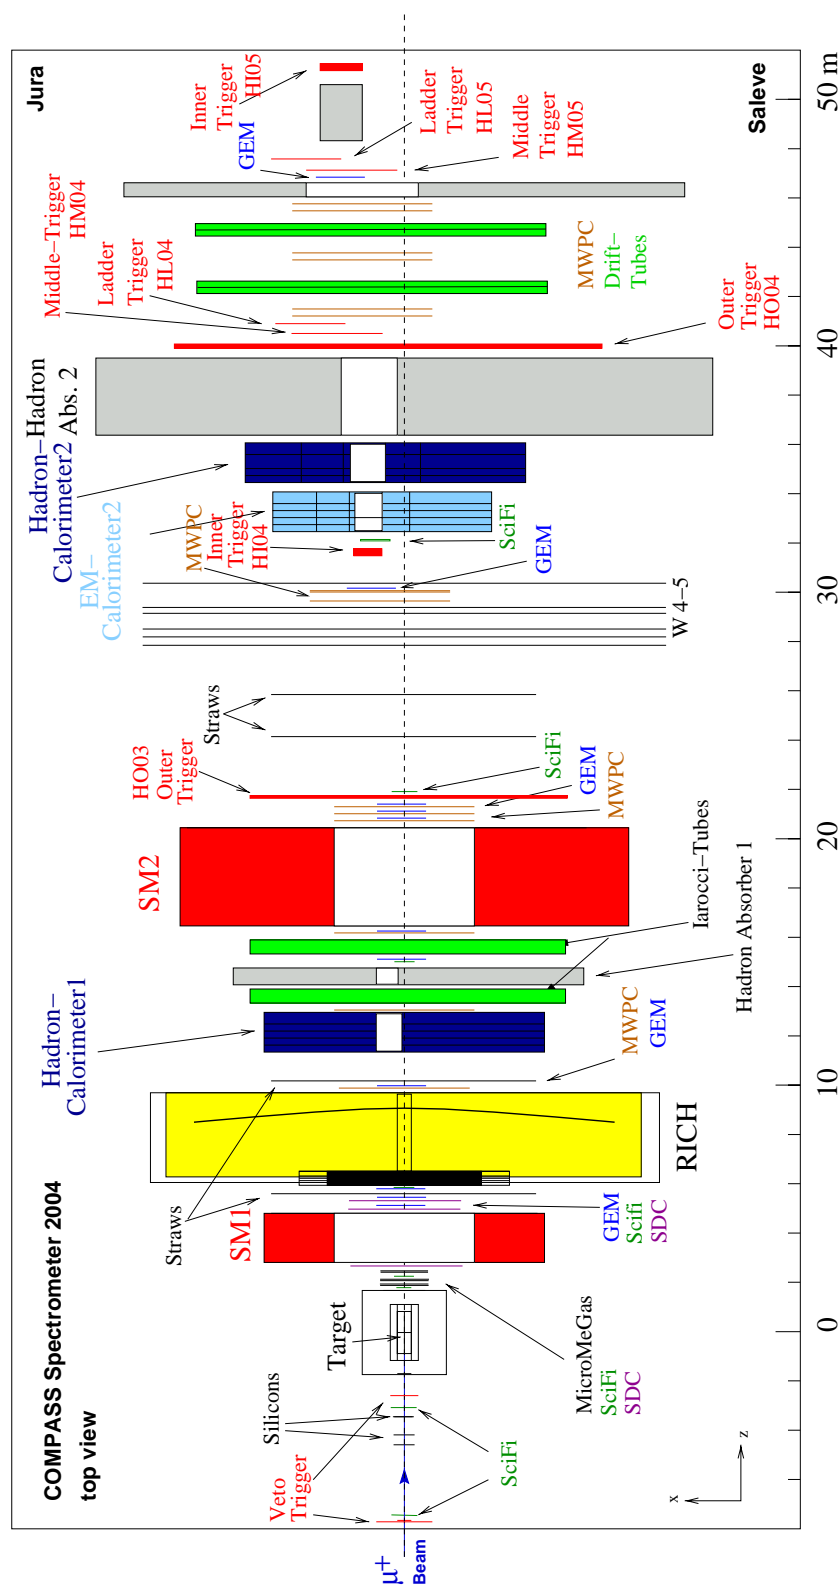 COMPASS Spectrometer 2004
top view
Jura
Saleve
μ+
Beam
Veto
Trigger
SciFi
Silicons
Target
MicroMeGas
SciFi
SDC
SM1
Straws
GEM
Scifi
SDC
RICH
Hadron−
Calorimeter1
MWPC
GEM
Hadron Absorber 1
Iarocci−Tubes
SM2
MWPC
GEM
SciFi
HO03
Outer
Trigger
Straws
W 4−5
GEM
SciFi
MWPC
Inner
Trigger
HI04
EM−
Calorimeter2
Hadron−
Calorimeter2
Hadron
Abs. 2
Outer
Trigger
HO04
Middle−Trigger
HM04
Ladder
Trigger
HL04
MWPC
Drift−
Tubes
GEM
Inner
Trigger
HI05
Ladder
Trigger
HL05
Middle
Trigger
HM05
x
z
0
10
20
30
40
50 m